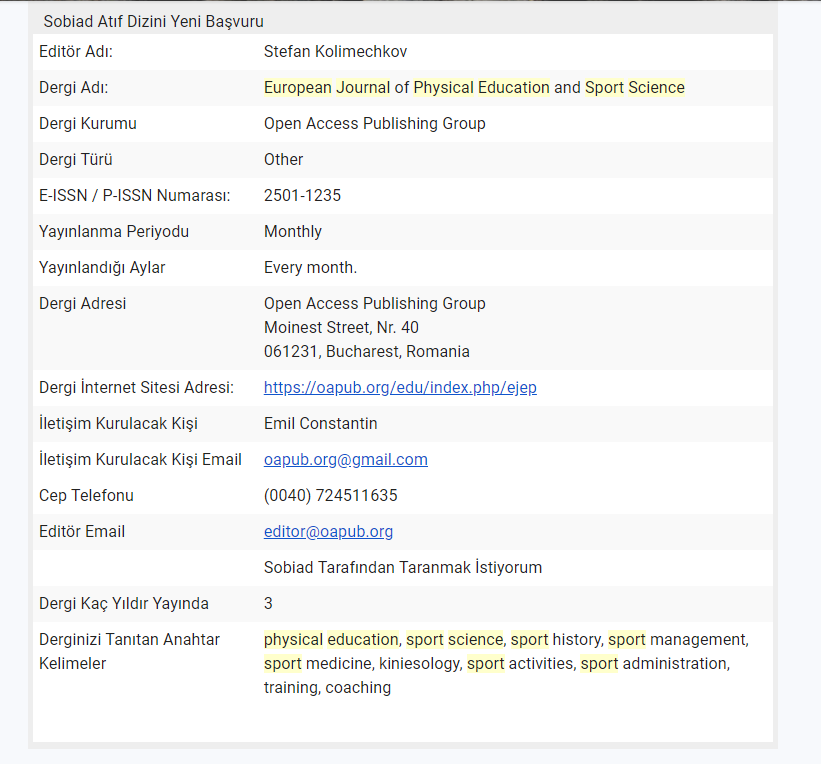 Sobiad Atıf Dizini Yeni Başvuru
Editör Adı: Stefan Kolimechkov
Dergi Adı: European Journal of Physical Education and Sport Science
Dergi Kurumu Open Access Publishing Group
Dergi Türü Other
E-ISSN / P-ISSN Numarası: 2501-1235
Yayınlanma Periyodu Monthly
Yayınlandığı Aylar Every month.
Dergi Adresi Open Access Publishing Group
Moinest Street, Nr. 40
061231, Bucharest, Romania
Dergi İnternet Sitesi Adresi: https://oapub.org/edu/index.php/ejep
İletişim Kurulacak Kişi Emil Constantin
İletişim Kurulacak Kişi Email oapub.org@gmail.com
Cep Telefonu (0040) 724511635
Editör Email editor@oapub.org
Sobiad Tarafından Taranmak İstiyorum
Dergi Kaç Yıldır Yayında 3
Derginizi Tanıtan Anahtar physical education, sport science, sport history, sport management,
Kelimeler sport medicine, kiniesology, sport activities, sport administration,
training, coaching